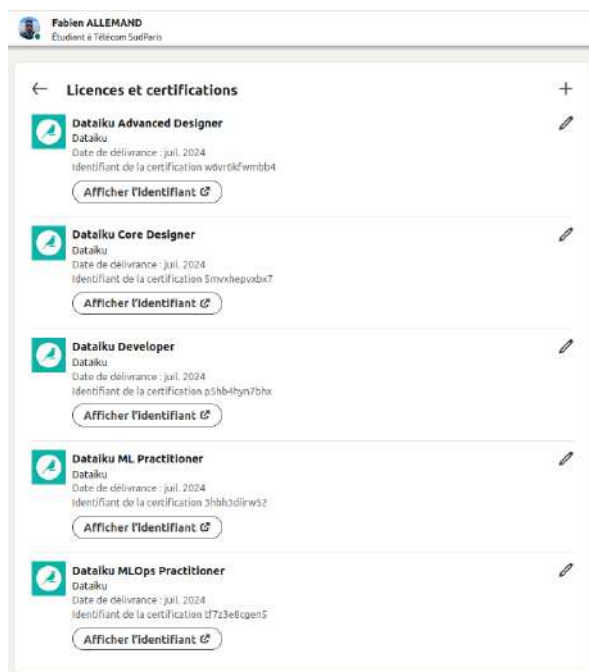 Fabien ALLEMAND
Étudiant à Télécom SudParis
Licences et certifications
Dataiku Advanced Designer
Dataiku
Date de délivrance : juil. 2024
Identifiant de la certification w6vr6kfwmbb4
Afficher l'identifiant
Dataiku Core Designer
Dataiku
Date de délivrance : juil. 2024
Identifiant de la certification 5mvxhepvxbx7
Afficher l'identifiant
Dataiku Developer
Dataiku
Date de délivrance : juil. 2024
Identifiant de la certification p5hb4hyn7bhx
Afficher l'identifiant
Dataiku ML Practitioner
Dataiku
Date de délivrance : juil. 2024
Identifiant de la certification 3hbh3diirw52
Afficher l'identifiant
Dataiku MLOps Practitioner
Dataiku
Date de délivrance : juil. 2024
Identifiant de la certification tf7z3e8cgen5
Afficher l'identifiant